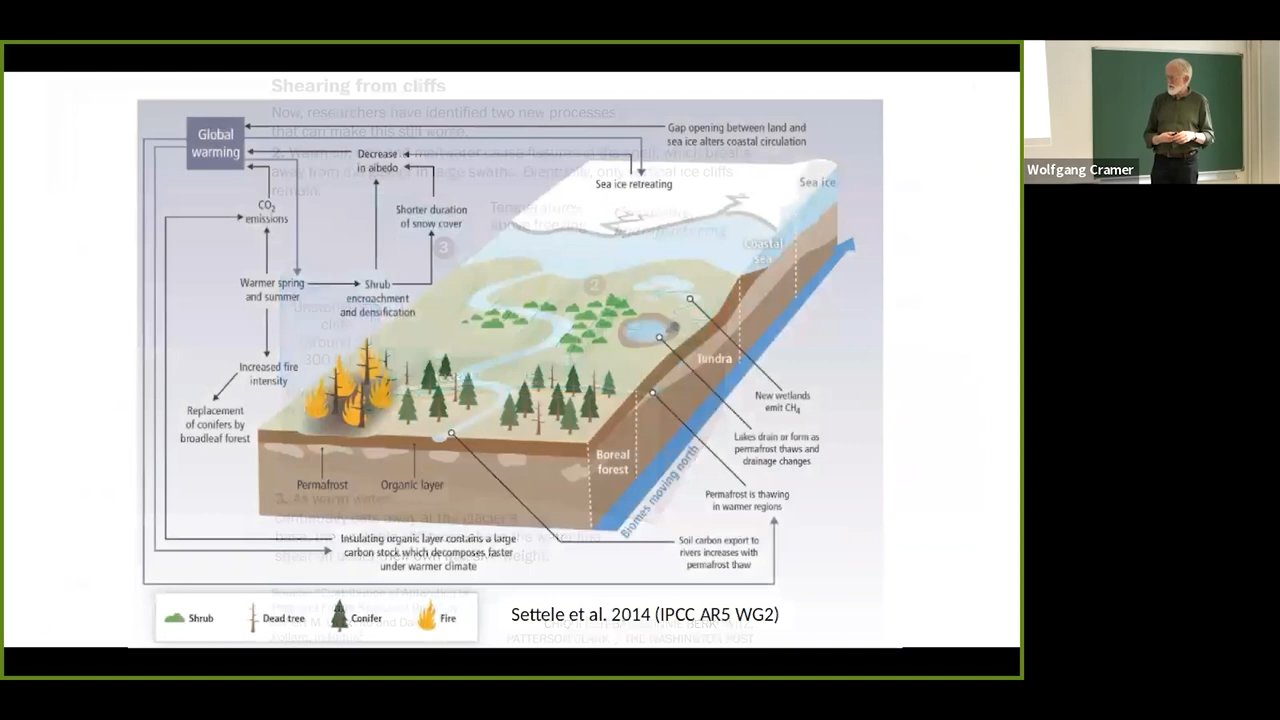 Shearing from cliffs
Now, researchers have identified two new processes
that can make this still worse.
Global
warming
Gap opening between land and
sea ice alters coastal circulation
Decrease
in albedo
Sea ice retreating
Sea ice
CO2
emissions
Shorter duration
of snow cover
3
Coastal
Sea
Warmer spring
and summer
Shrub
encroachment
and densification
2
Tundra
Increased fire
intensity
New wetlands
emit CH4
Replacement
of conifers by
broadleaf forest
Lakes drain or form as
permafrost thaws and
drainage changes
Boreal
forest
Permafrost
Organic layer
Biomes moving north
Permafrost is thawing
in warmer regions
Insulating organic layer contains a large
carbon stock which decomposes faster
under warmer climate
Soil carbon export to
rivers increases with
permafrost thaw
Shrub
Dead tree
Conifer
Fire
Settele et al. 2014 (IPCC AR5 WG2)
Wolfgang Cramer